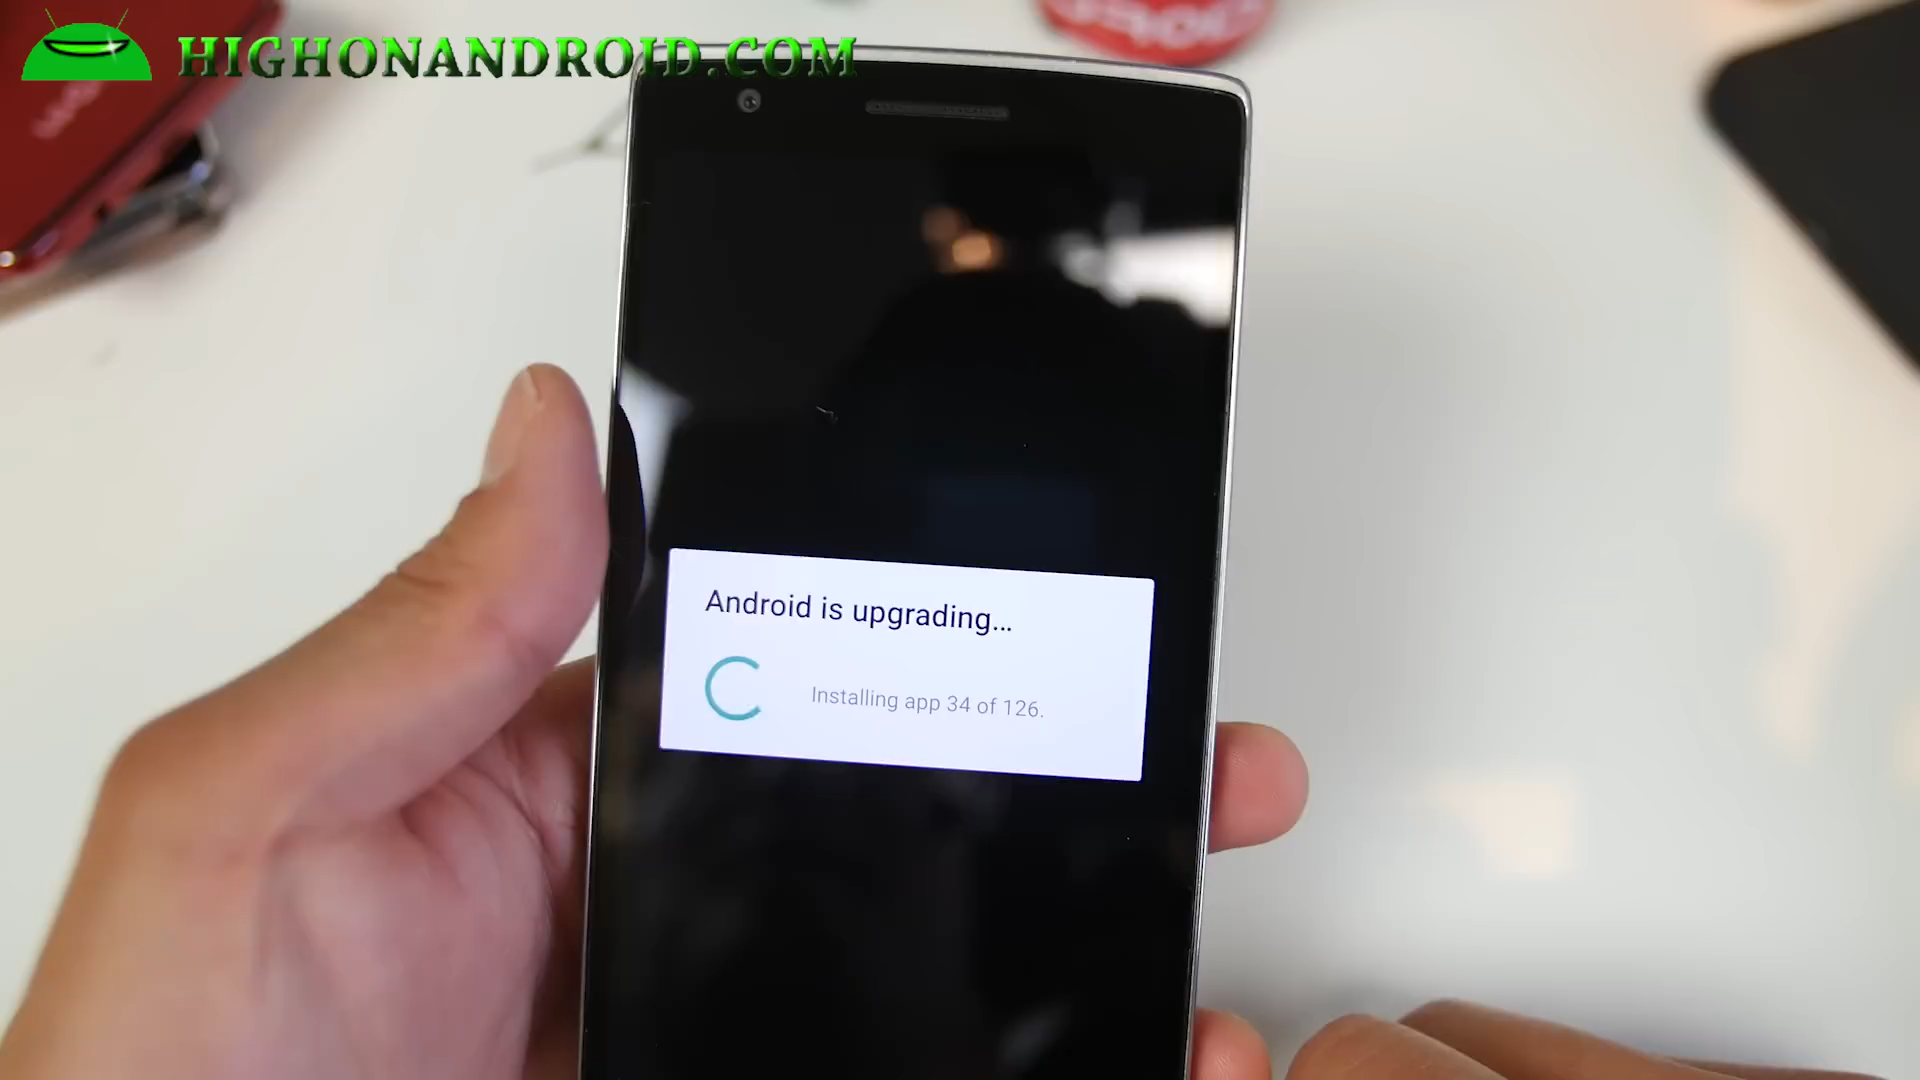 HIGHONANDROID.COM
Android is upgrading...
Installing app 34 of 126.